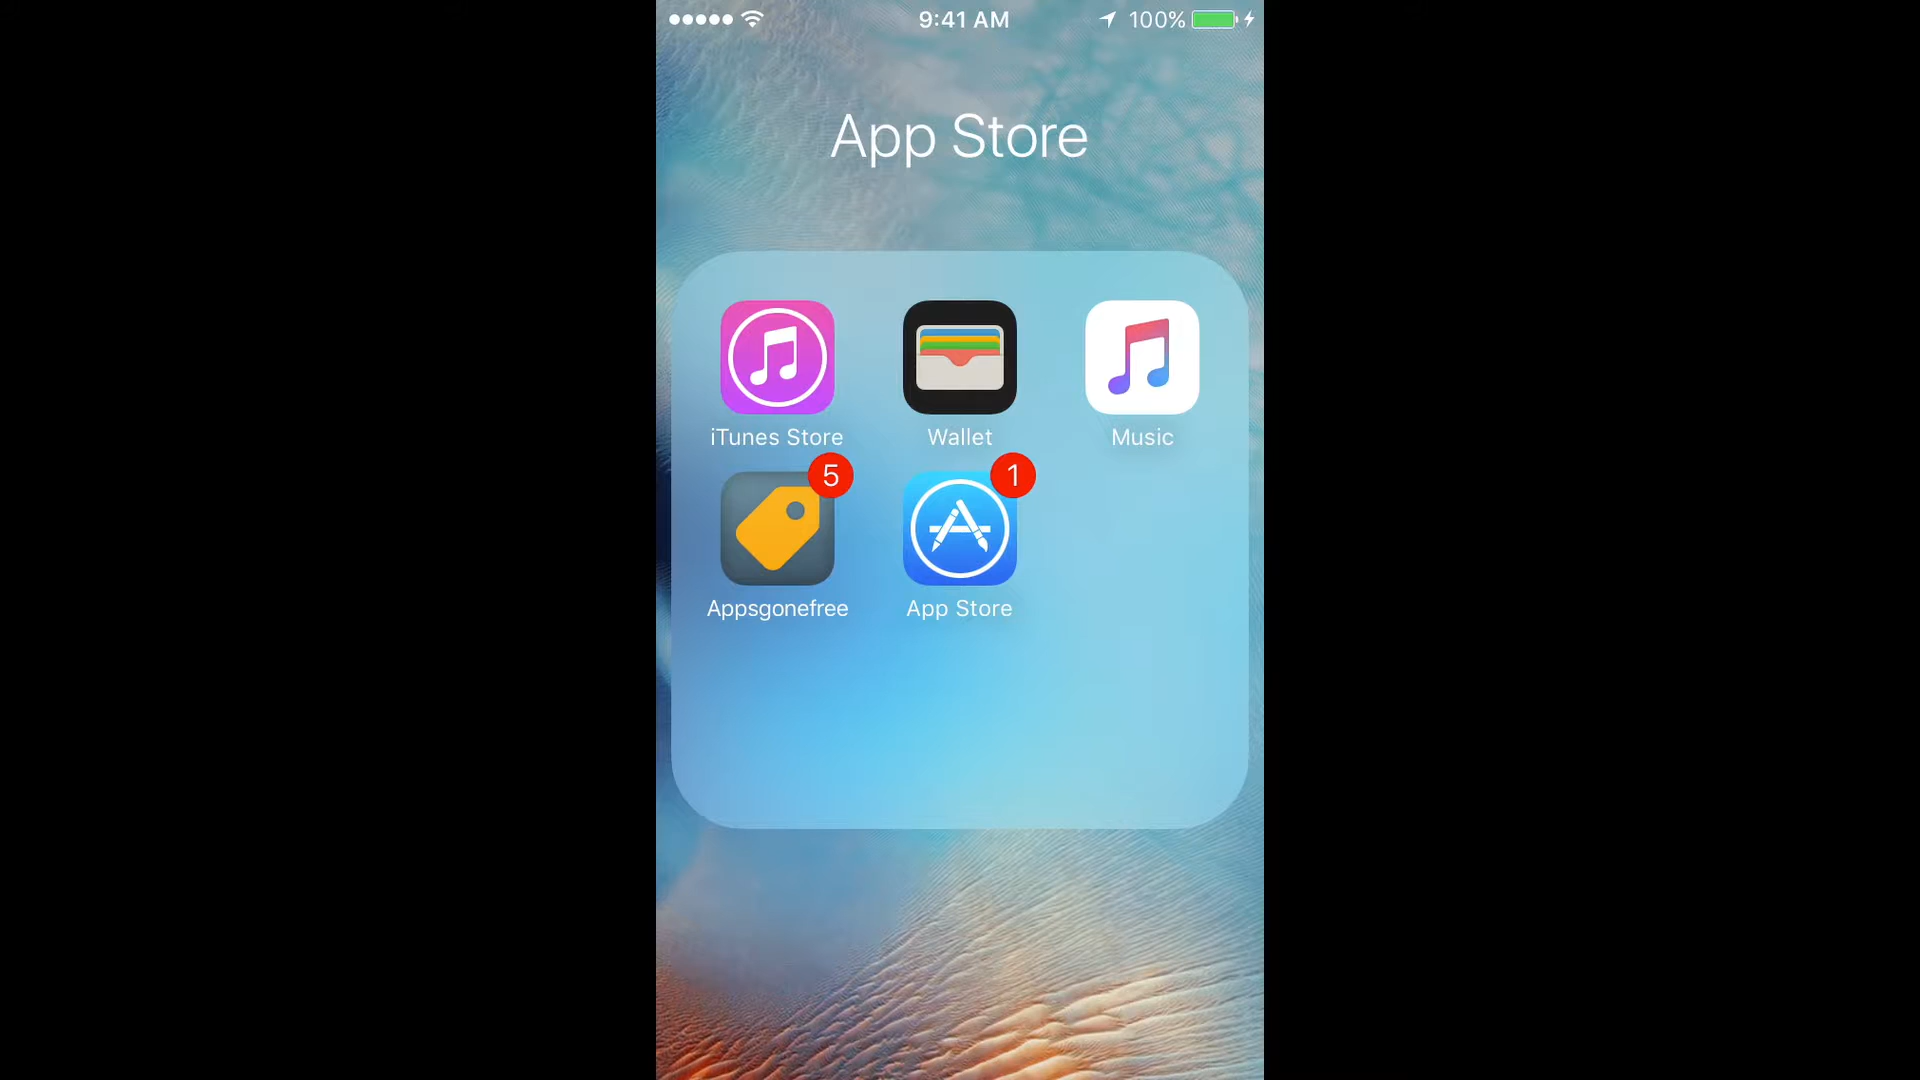 9:41 AM 100%
App Store
iTunes Store Wallet Music
5 1
Appsgonefree App Store